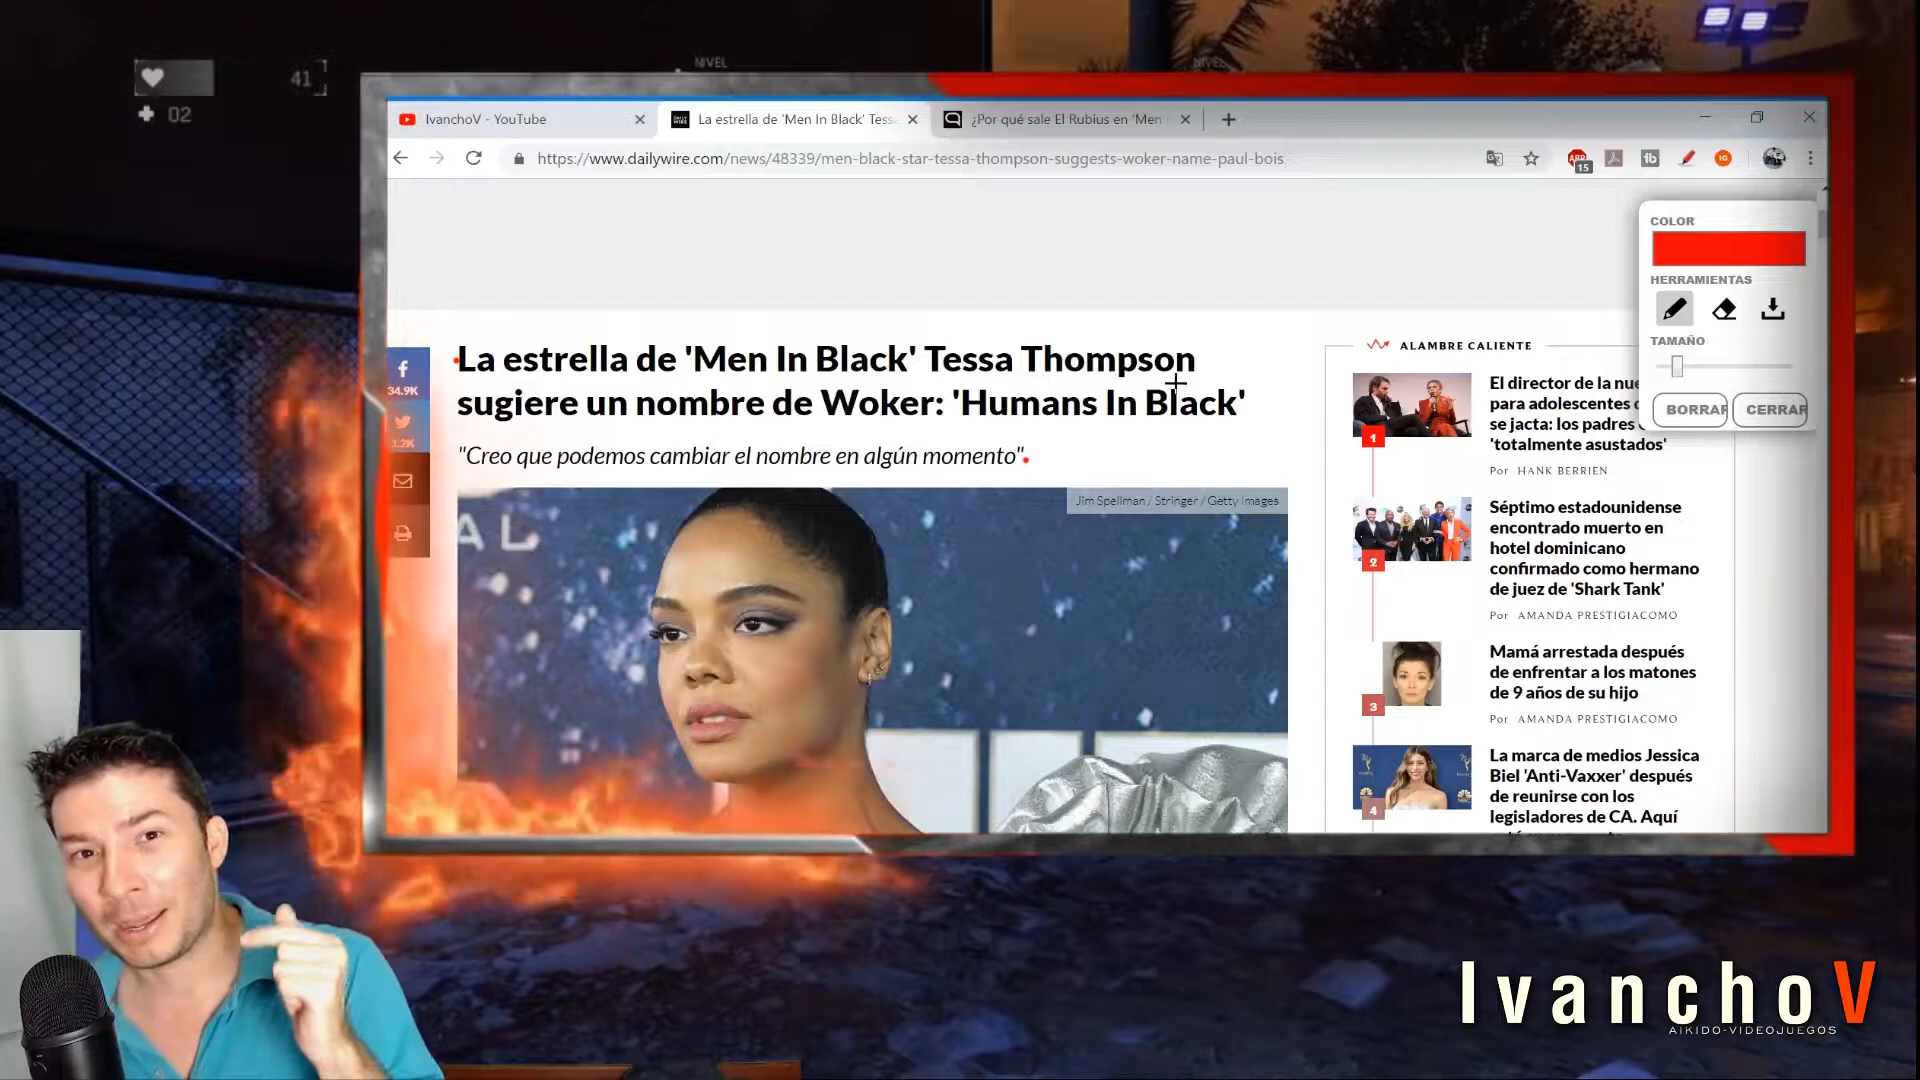 NIVEL
NIVEL
41
02
IvanchoV - YouTube
La estrella de 'Men In Black' Tess
¿Por qué sale El Rubius en 'Men
https://www.dailywire.com/news/48339/men-black-star-tessa-thompson-suggests-woker-name-paul-bois
ABP
15
tb
IG
COLOR
HERRAMIENTAS
TAMAÑO
BORRAR
CERRAR
34.9K
1.2K
La estrella de 'Men In Black' Tessa Thompson
sugiere un nombre de Woker: 'Humans In Black'
"Creo que podemos cambiar el nombre en algún momento"
Jim Spellman / Stringer / Getty Images
AL
ALAMBRE CALIENTE
1
El director de la nue
para adolescentes
se jacta: los padres
'totalmente asustados'
Por HANK BERRIEN
2
Séptimo estadounidense
encontrado muerto en
hotel dominicano
confirmado como hermano
de juez de 'Shark Tank'
Por AMANDA PRESTIGIACOMO
3
Mamá arrestada después
de enfrentar a los matones
de 9 años de su hijo
Por AMANDA PRESTIGIACOMO
4
La marca de medios Jessica
Biel 'Anti-Vaxxer' después
de reunirse con los
legisladores de CA. Aquí
IvanchoV
AIKIDO-VIDEOJUEGOS